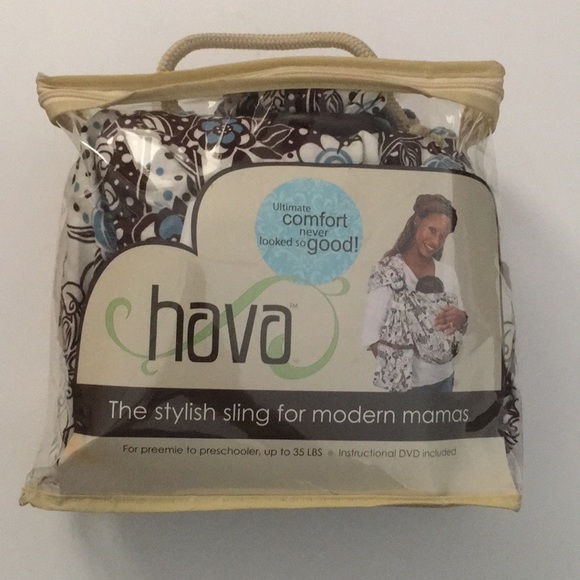 Ultimate
comfort
never
looked so good!
hava™
The stylish sling for modern mamas
For preemie to preschooler, up to 35 LBS • Instructional DVD included